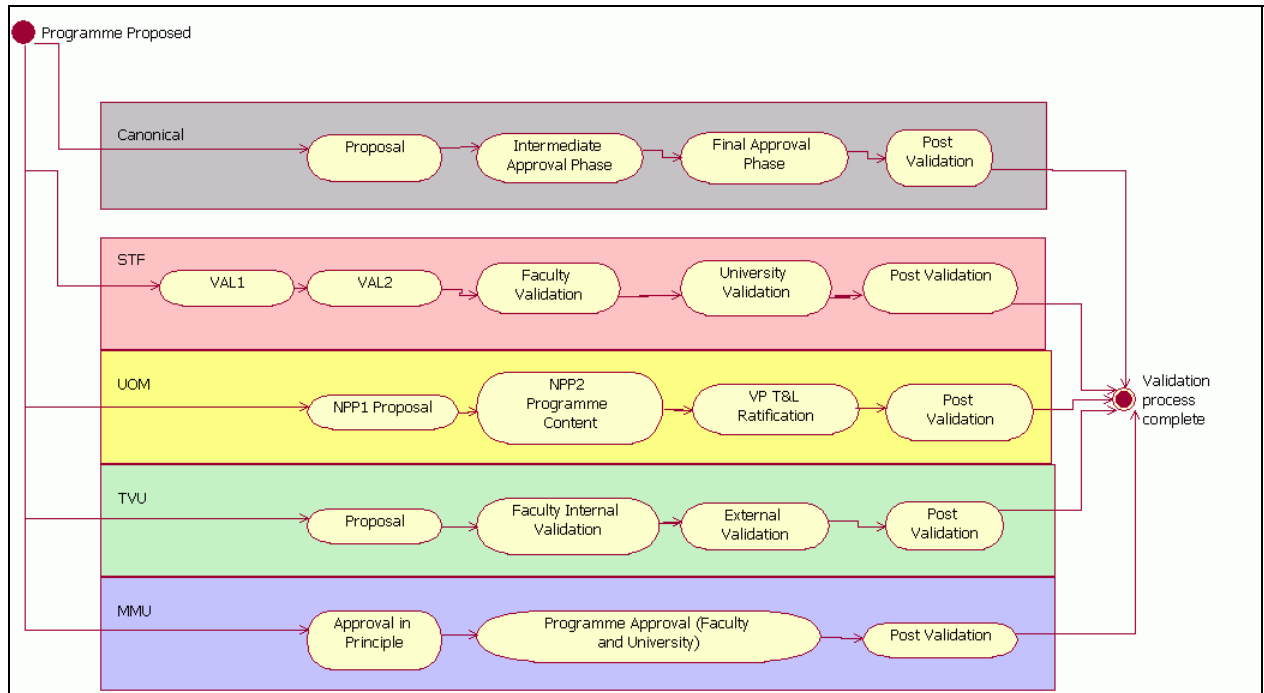 Programme Proposed
Canonical
Proposal
Intermediate
Approval Phase
Final Approval
Phase
Post
Validation
STF
VAL1
VAL2
Faculty
Validation
University
Validation
Post Validation
UOM
NPP1 Proposal
NPP2
Programme
Content
VP T&L
Ratification
Post
Validation
Validation
process
complete
TVU
Proposal
Faculty Internal
Validation
External
Validation
Post
Validation
MMU
Approval in
Principle
Programme Approval (Faculty
and University)
Post Validation